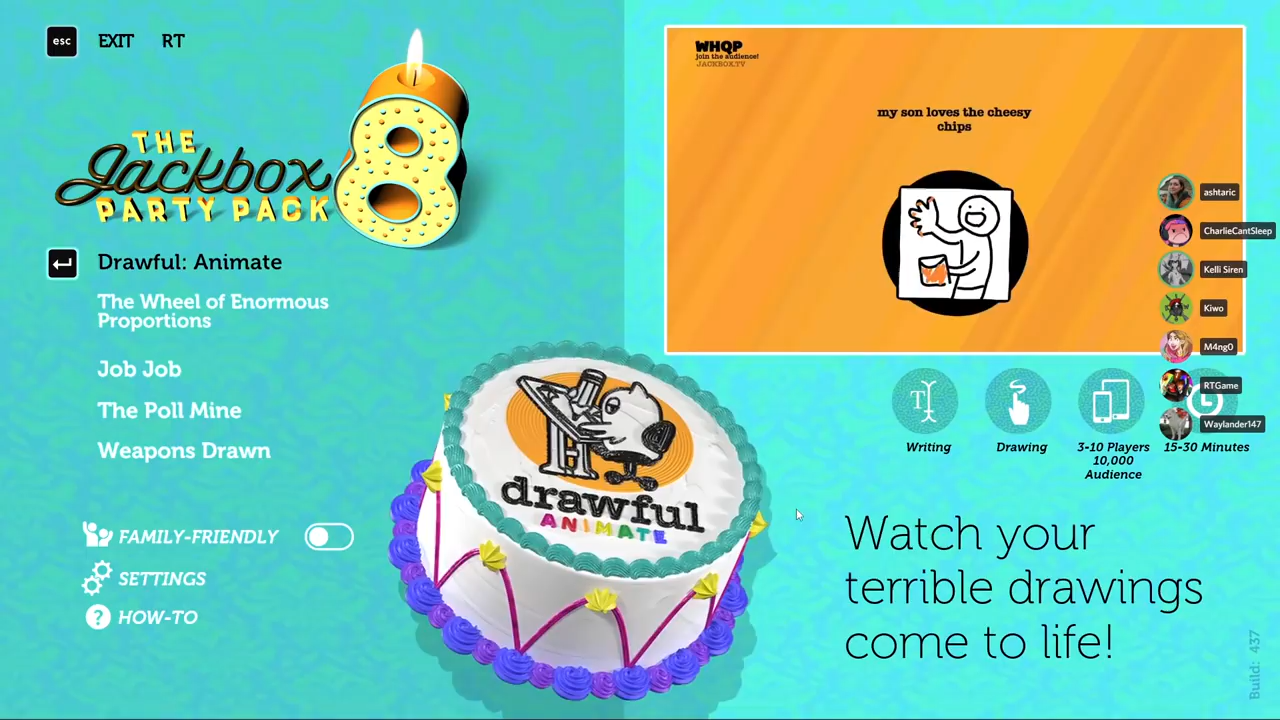 esc EXIT RT
THE
Jackbox
PARTY PACK
8
Drawful: Animate
The Wheel of Enormous
Proportions
Job Job
The Poll Mine
Weapons Drawn
FAMILY-FRIENDLY
SETTINGS
? HOW-TO
drawful
ANIMATE
WHQP
join the audience!
JACKBOX.TV
my son loves the cheesy
chips
ashtaric
CharlieCantSleep
Kelli Siren
Kiwo
M4ngO
RTGame
Waylander147
T
Writing
Drawing
3-10 Players
10,000
Audience
15-30 Minutes
Watch your
terrible drawings
come to life!
Build: 437